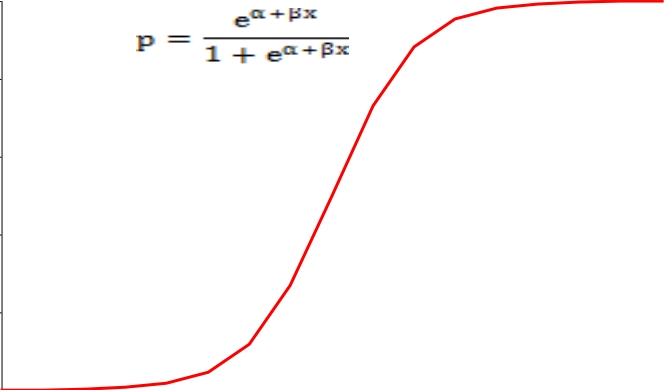 p = e^(α+βx) / (1 + e^(α+βx))